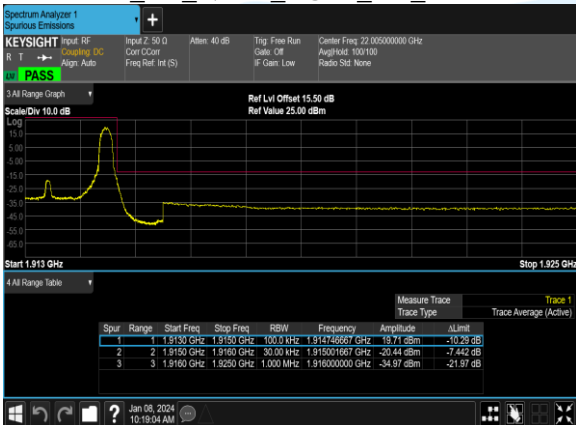 Spectrum Analyzer 1
Spurious Emissions
KEYSIGHT Input: RF Input Z: 50 Ω Atten: 40 dB Trig: Free Run Center Freq: 22.005000000 GHz
R T Coupling: DC Corr CCorr Gate: Off Avg|Hold: 100/100
Align: Auto Freq Ref: Int (S) IF Gain: Low Radio Std: None
LV PASS
3 All Range Graph
Ref Lvl Offset 15.50 dB
Scale/Div 10.0 dB Ref Value 25.00 dBm
Log
15.0
5.00
-5.00
-15.0
-25.0
-35.0
-45.0
-55.0
-65.0
Start 1.913 GHz Stop 1.925 GHz
4 All Range Table
Measure Trace Trace 1
Trace Type Trace Average (Active)
Spur Range Start Freq Stop Freq RBW Frequency Amplitude ΔLimit
1 1 1.9130 GHz 1.9150 GHz 100.0 kHz 1.914746667 GHz 19.71 dBm -10.29 dB
2 2 1.9150 GHz 1.9160 GHz 30.00 kHz 1.915001667 GHz -20.44 dBm -7.442 dB
3 3 1.9160 GHz 1.9250 GHz 1.000 MHz 1.916000000 GHz -34.97 dBm -21.97 dB
? Jan 08, 2024
10:19:04 AM